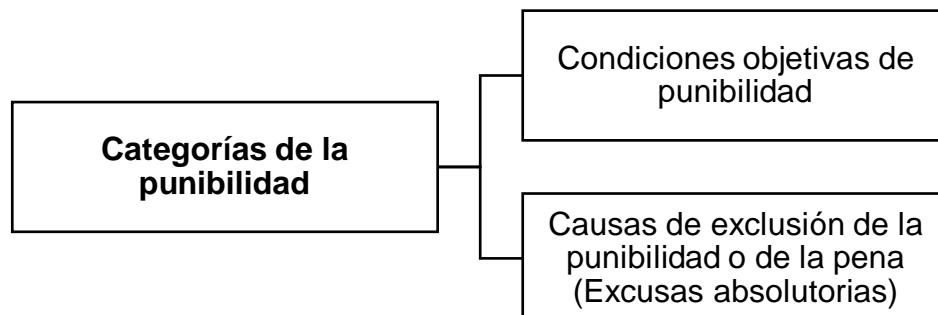 Categorías de la
punibilidad
Condiciones objetivas de
punibilidad
Causas de exclusión de la
punibilidad o de la pena
(Excusas absolutorias)